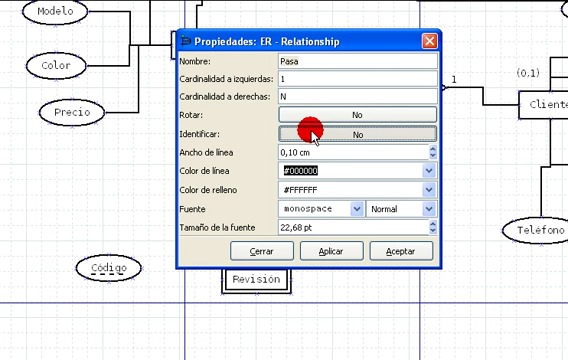 Modelo
Color
Precio
Código
Propiedades: ER - Relationship
Nombre: Pasa
Cardinalidad a izquierdas: 1
Cardinalidad a derechas: N
Rotar: No
Identificar: No
Ancho de línea 0,10 cm
Color de línea #000000
Color de relleno #FFFFFF
Fuente monospace Normal
Tamaño de la fuente 22,68 pt
Cerrar Aplicar Aceptar
Revisión
1
(0.1)
Cliente
Teléfono